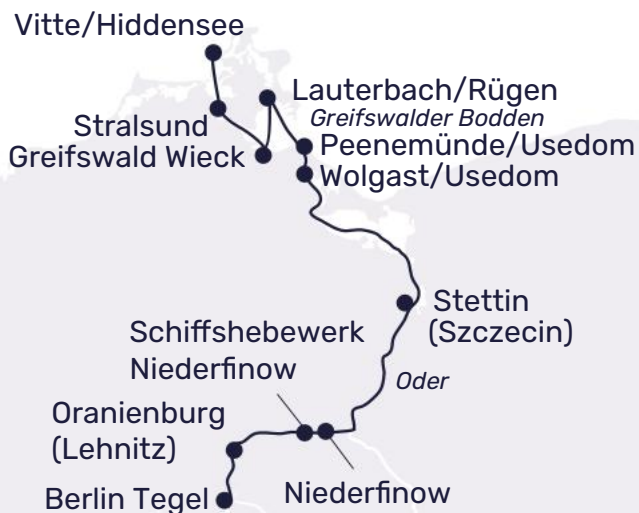 Vitte/Hiddensee
Lauterbach/Rügen
Greifswalder Bodden
Stralsund
Peenemünde/Usedom
Greifswald Wieck
Wolgast/Usedom
Stettin
(Szczecin)
Schiffshebewerk
Niederfinow
Oder
Oranienburg
(Lehnitz)
Niederfinow
Berlin Tegel